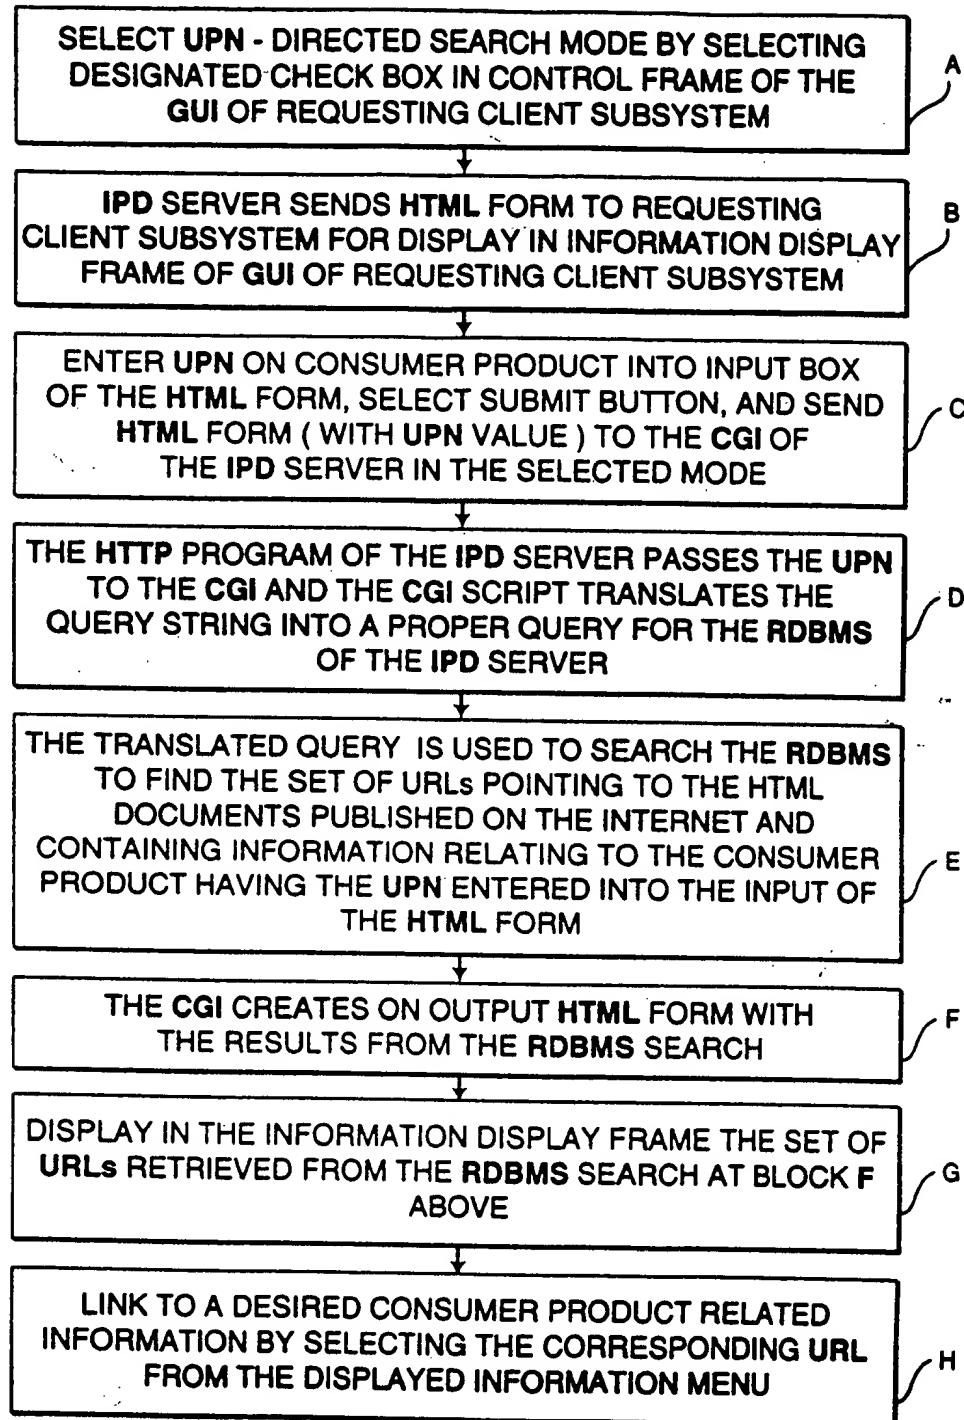 SELECT UPN - DIRECTED SEARCH MODE BY SELECTING
DESIGNATED CHECK BOX IN CONTROL FRAME OF THE
GUI OF REQUESTING CLIENT SUBSYSTEM
A
IPD SERVER SENDS HTML FORM TO REQUESTING
CLIENT SUBSYSTEM FOR DISPLAY IN INFORMATION DISPLAY
FRAME OF GUI OF REQUESTING CLIENT SUBSYSTEM
B
ENTER UPN ON CONSUMER PRODUCT INTO INPUT BOX
OF THE HTML FORM, SELECT SUBMIT BUTTON, AND SEND
HTML FORM ( WITH UPN VALUE ) TO THE CGI OF
THE IPD SERVER IN THE SELECTED MODE
C
THE HTTP PROGRAM OF THE IPD SERVER PASSES THE UPN
TO THE CGI AND THE CGI SCRIPT TRANSLATES THE
QUERY STRING INTO A PROPER QUERY FOR THE RDBMS
OF THE IPD SERVER
D
THE TRANSLATED QUERY IS USED TO SEARCH THE RDBMS
TO FIND THE SET OF URLs POINTING TO THE HTML
DOCUMENTS PUBLISHED ON THE INTERNET AND
CONTAINING INFORMATION RELATING TO THE CONSUMER
PRODUCT HAVING THE UPN ENTERED INTO THE INPUT OF
THE HTML FORM
E
THE CGI CREATES ON OUTPUT HTML FORM WITH
THE RESULTS FROM THE RDBMS SEARCH
F
DISPLAY IN THE INFORMATION DISPLAY FRAME THE SET OF
URLs RETRIEVED FROM THE RDBMS SEARCH AT BLOCK F
ABOVE
G
LINK TO A DESIRED CONSUMER PRODUCT RELATED
INFORMATION BY SELECTING THE CORRESPONDING URL
FROM THE DISPLAYED INFORMATION MENU
H